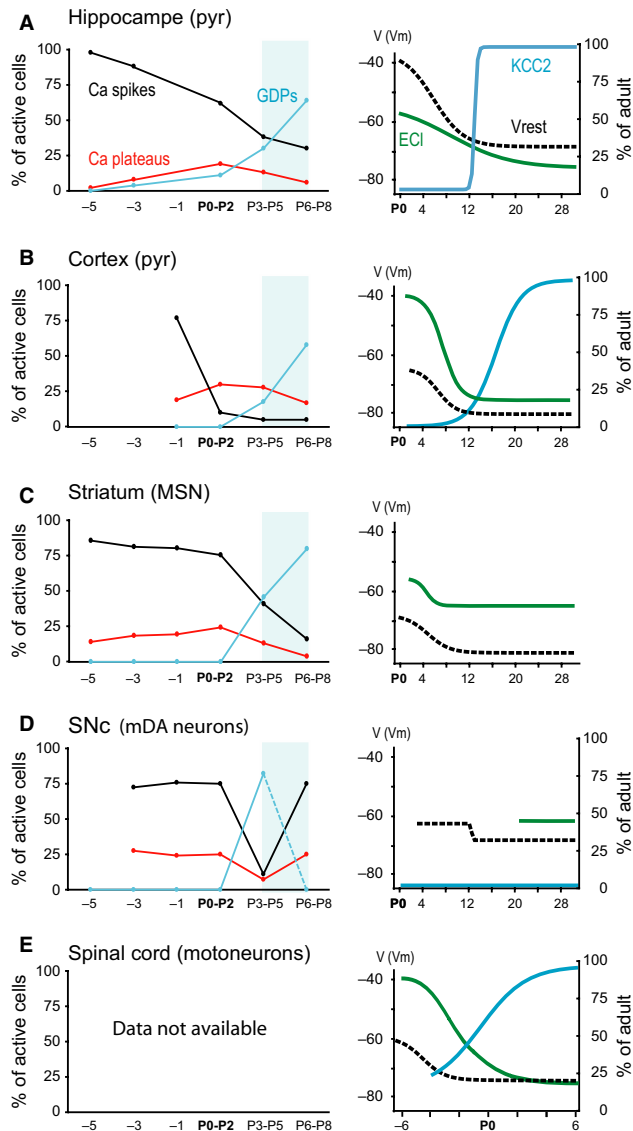 A Hippocampe (pyr)
% of active cells
100
75
50
25
0
Ca spikes
GDPs
Ca plateaus
–5 –3 –1 P0-P2 P3-P5 P6-P8
V (Vm)
–40
–60
–80
KCC2
Vrest
ECl
100
75
50
25
0
% of adult
P0 4 12 20 28
B Cortex (pyr)
% of active cells
100
75
50
25
0
–5 –3 –1 P0-P2 P3-P5 P6-P8
V (Vm)
–40
–60
–80
100
75
50
25
0
% of adult
P0 4 12 20 28
C Striatum (MSN)
% of active cells
100
75
50
25
0
–5 –3 –1 P0-P2 P3-P5 P6-P8
V (Vm)
–40
–60
–80
P0 4 12 20 28
D SNc (mDA neurons)
% of active cells
100
75
50
25
0
–5 –3 –1 P0-P2 P3-P5 P6-P8
V (Vm)
–40
–60
–80
100
75
50
25
0
% of adult
P0 4 12 20 28
E Spinal cord (motoneurons)
% of active cells
100
75
50
25
0
Data not available
–5 –3 –1 P0-P2 P3-P5 P6-P8
V (Vm)
–40
–60
–80
100
75
50
25
0
% of adult
–6 P0 6